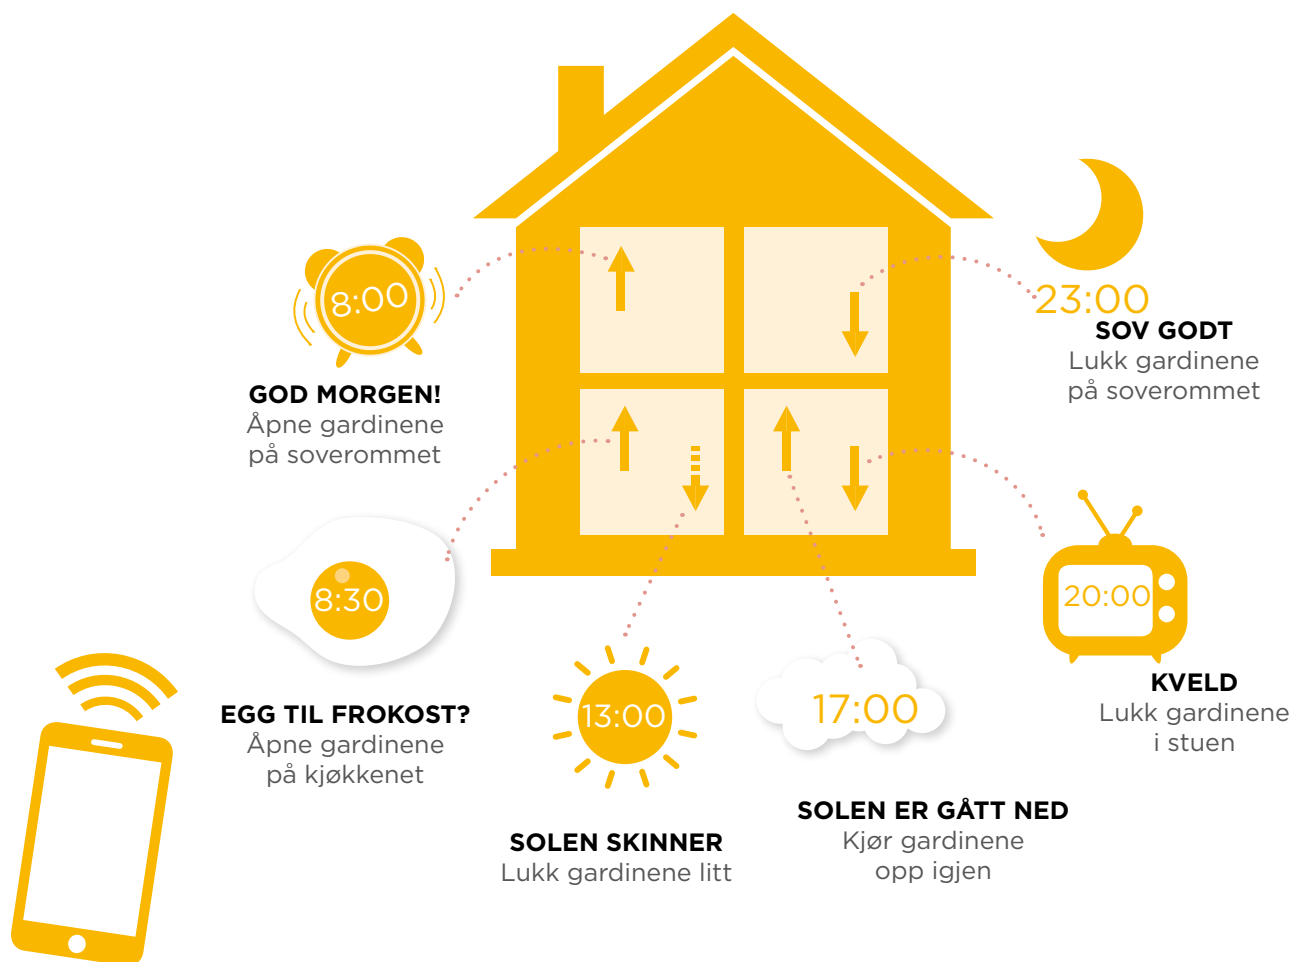 8:00
GOD MORGEN!
Åpne gardinene
på soverommet
8:30
EGG TIL FROKOST?
Åpne gardinene
på kjøkkenet
13:00
SOLEN SKINNER
Lukk gardinene litt
17:00
SOLEN ER GÅTT NED
Kjør gardinene
opp igjen
20:00
KVELD
Lukk gardinene
i stuen
23:00
SOV GODT
Lukk gardinene
på soverommet